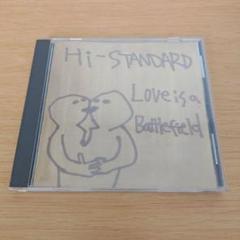 Hi-STANDARD
Love is a
Battlefield